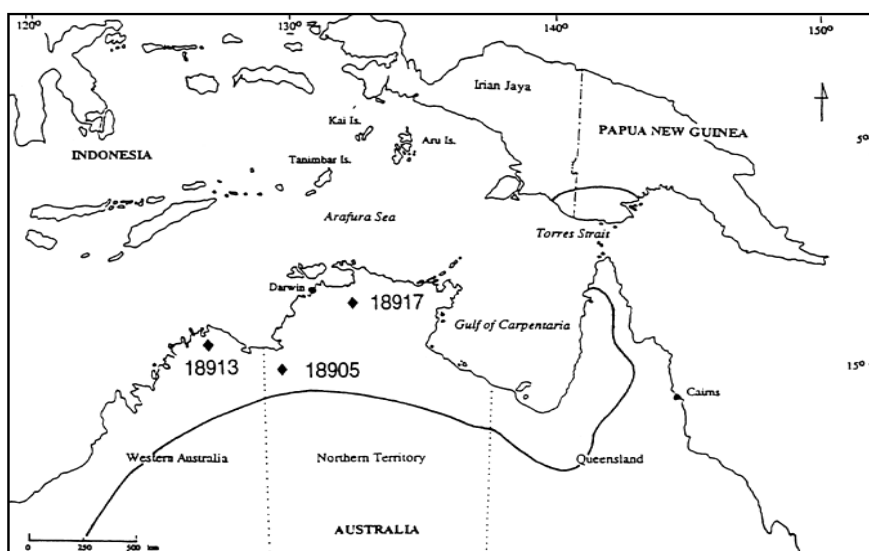 120°
130°
140°
150°
Irian Jaya
PAPUA NEW GUINEA
Kai Is.
Aru Is.
5°
INDONESIA
Tanimbar Is.
Arafura Sea
Torres Strait
Darwin
18917
Gulf of Carpentaria
18913
18905
15°
Cairns
Western Australia
Northern Territory
Queensland
0 250 500
km
AUSTRALIA